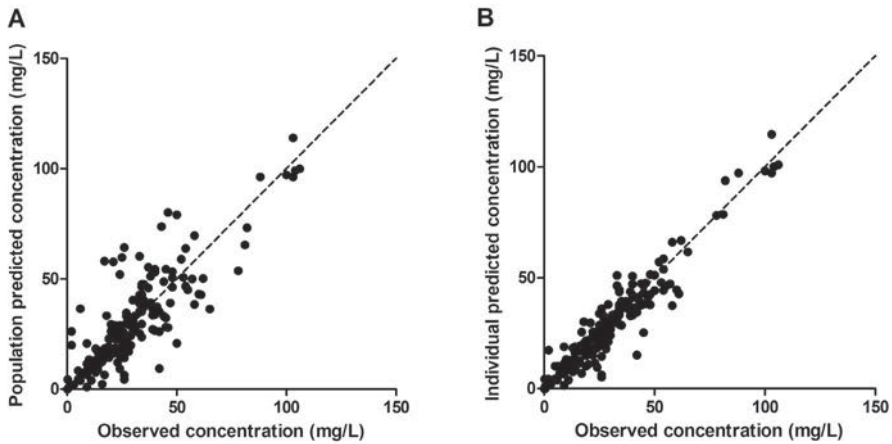 A
Population predicted concentration (mg/L)
150
100
50
0
0 50 100 150
Observed concentration (mg/L)
B
Individual predicted concentration (mg/L)
150
100
50
0
0 50 100 150
Observed concentration (mg/L)